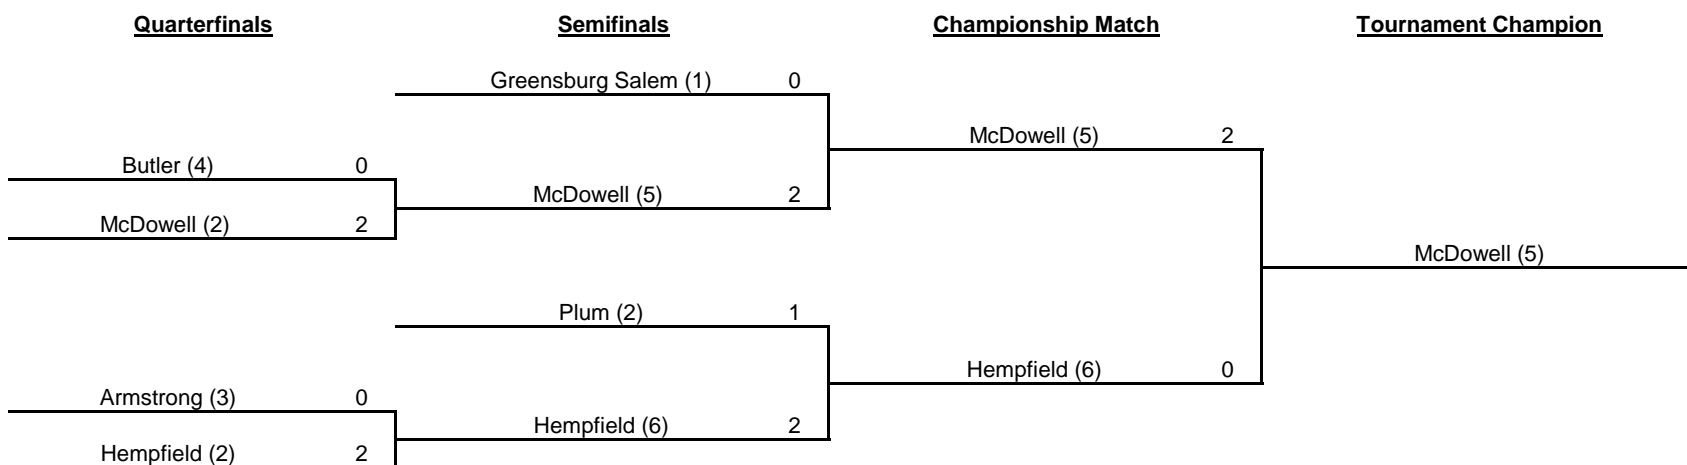 Quarterfinals Semifinals Championship Match Tournament Champion
Greensburg Salem (1) 0
McDowell (5) 2
Butler (4) 0
McDowell (5) 2
McDowell (2) 2
McDowell (5)
Plum (2) 1
Hempfield (6) 0
Armstrong (3) 0
Hempfield (6) 2
Hempfield (2) 2